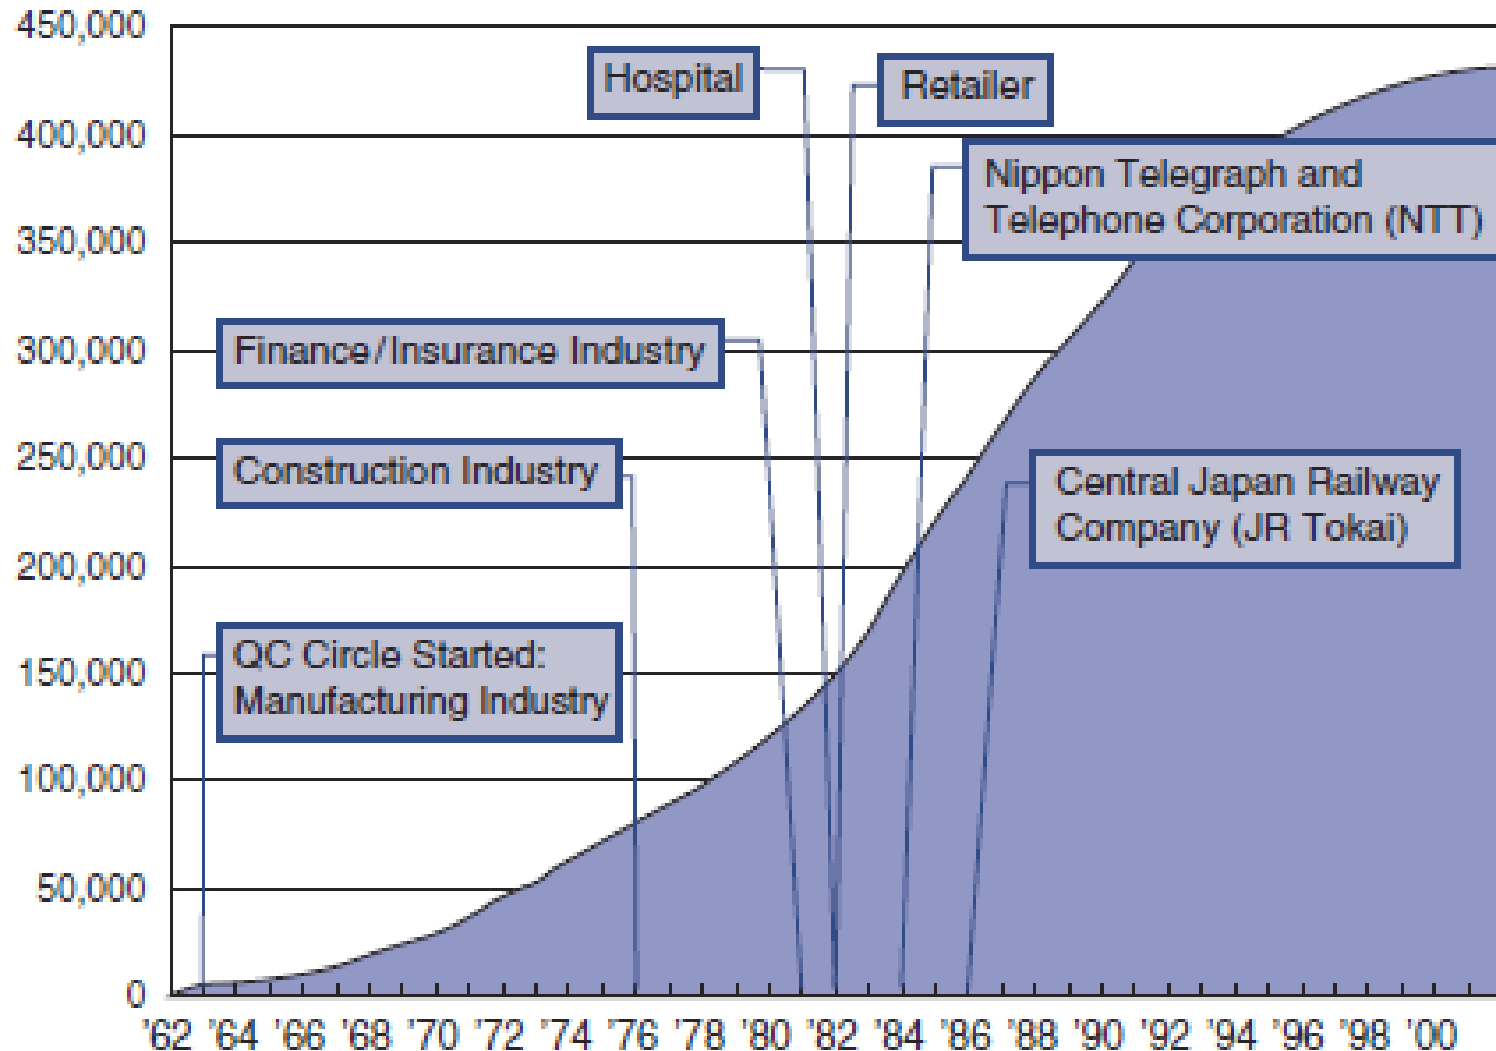 450,000
400,000
350,000
300,000
250,000
200,000
150,000
100,000
50,000
0
Hospital
Retailer
Nippon Telegraph and
Telephone Corporation (NTT)
Finance/Insurance Industry
Construction Industry
Central Japan Railway
Company (JR Tokai)
QC Circle Started:
Manufacturing Industry
'62 '64 '66 '68 '70 '72 '74 '76 '78 '80 '82 '84 '86 '88 '90 '92 '94 '96 '98 '00